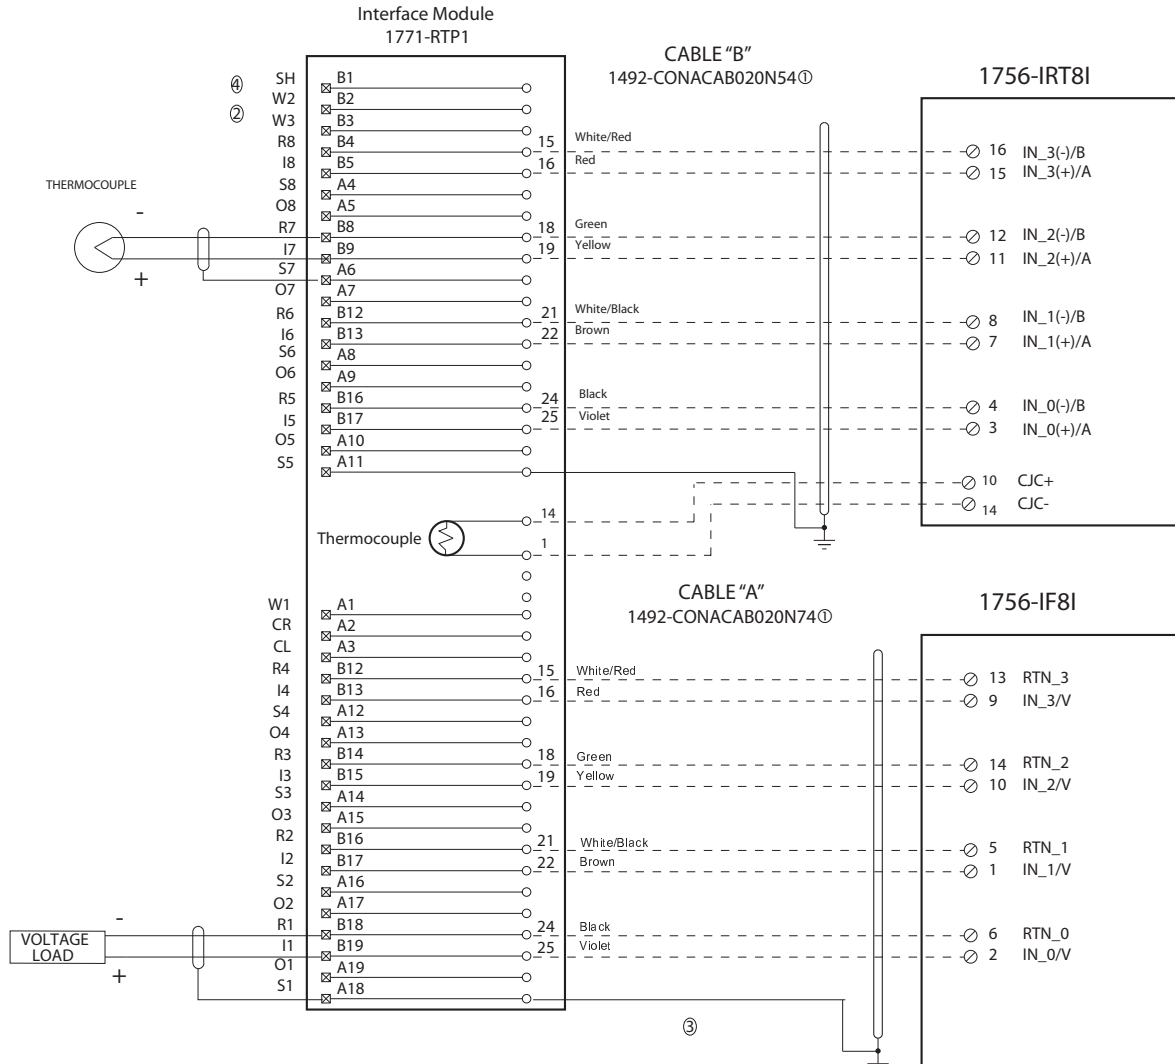 Interface Module
1771-RTP1
CABLE “B”
1492-CONACAB020N54①
1756-IRT8I
④
②
SH B1
W2 B2
W3 B3
R8 B4 15 White/Red 16 IN_3(-)/B
I8 B5 16 Red 15 IN_3(+)/A
S8 A4
O8 A5
THERMOCOUPLE
-
R7 B8 18 Green 12 IN_2(-)/B
I7 B9 19 Yellow 11 IN_2(+)/A
+
S7 A6
O7 A7
R6 B12 21 White/Black 8 IN_1(-)/B
I6 B13 22 Brown 7 IN_1(+)/A
S6 A8
O6 A9
R5 B16 24 Black 4 IN_0(-)/B
I5 B17 25 Violet 3 IN_0(+)/A
O5 A10
S5 A11
10 CJC+
14 CJC-
Thermocouple
14
1
CABLE “A”
1492-CONACAB020N74①
1756-IF8I
W1 A1
CR A2
CL A3
R4 B12 15 White/Red 13 RTN_3
I4 B13 16 Red 9 IN_3/V
S4 A12
O4 A13
R3 B14 18 Green 14 RTN_2
I3 B15 19 Yellow 10 IN_2/V
S3 A14
O3 A15
R2 B16 21 White/Black 5 RTN_1
I2 B17 22 Brown 1 IN_1/V
S2 A16
O2 A17
-
R1 B18 24 Black 6 RTN_0
VOLTAGE
LOAD
I1 B19 25 Violet 2 IN_0/V
+
O1 A19
S1 A18
③